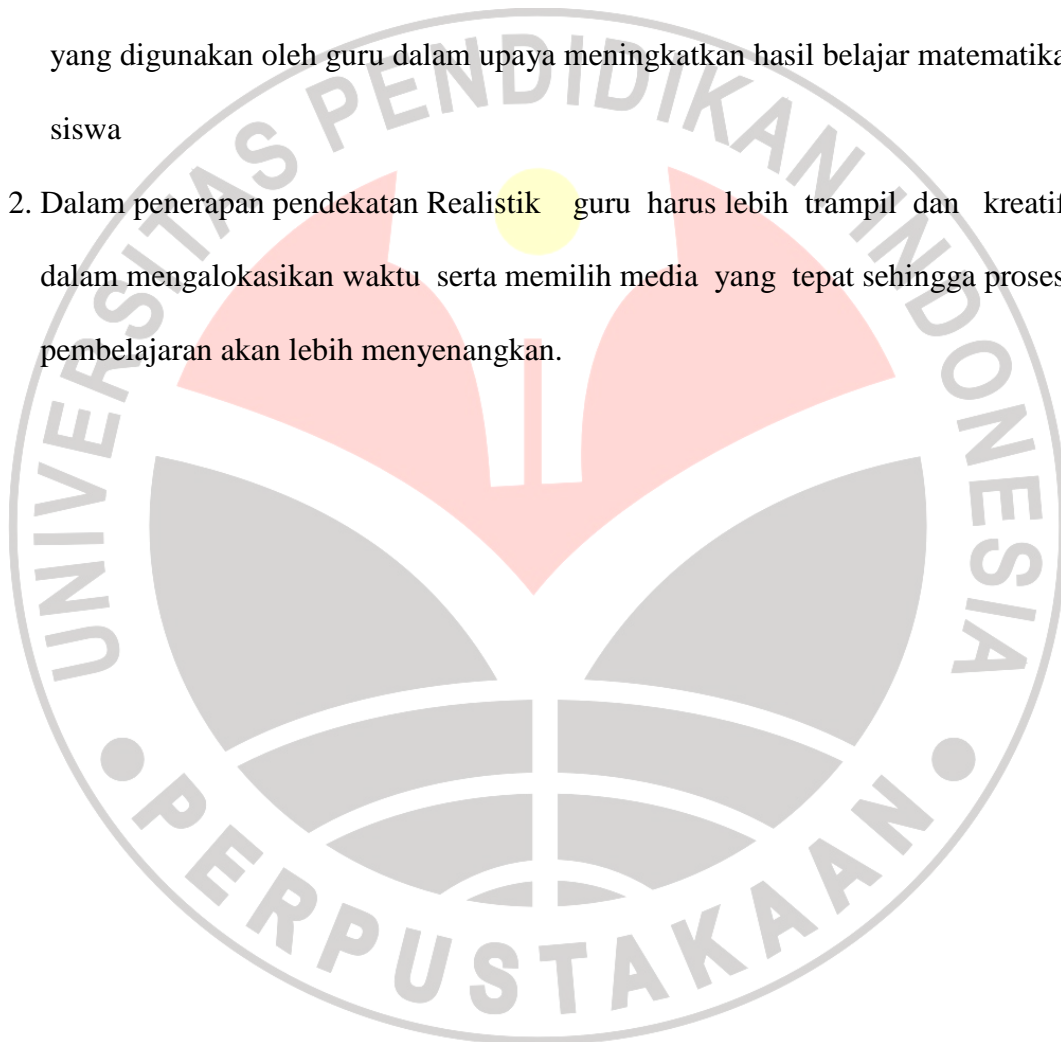 yang digunakan oleh guru dalam upaya meningkatkan hasil belajar matematika
siswa
2. Dalam penerapan pendekatan Realistik guru harus lebih trampil dan kreatif
dalam mengalokasikan waktu serta memilih media yang tepat sehingga proses
pembelajaran akan lebih menyenangkan.
UNIVERSITAS PENDIDIKAN INDONESIA
PERPUSTAKAAN